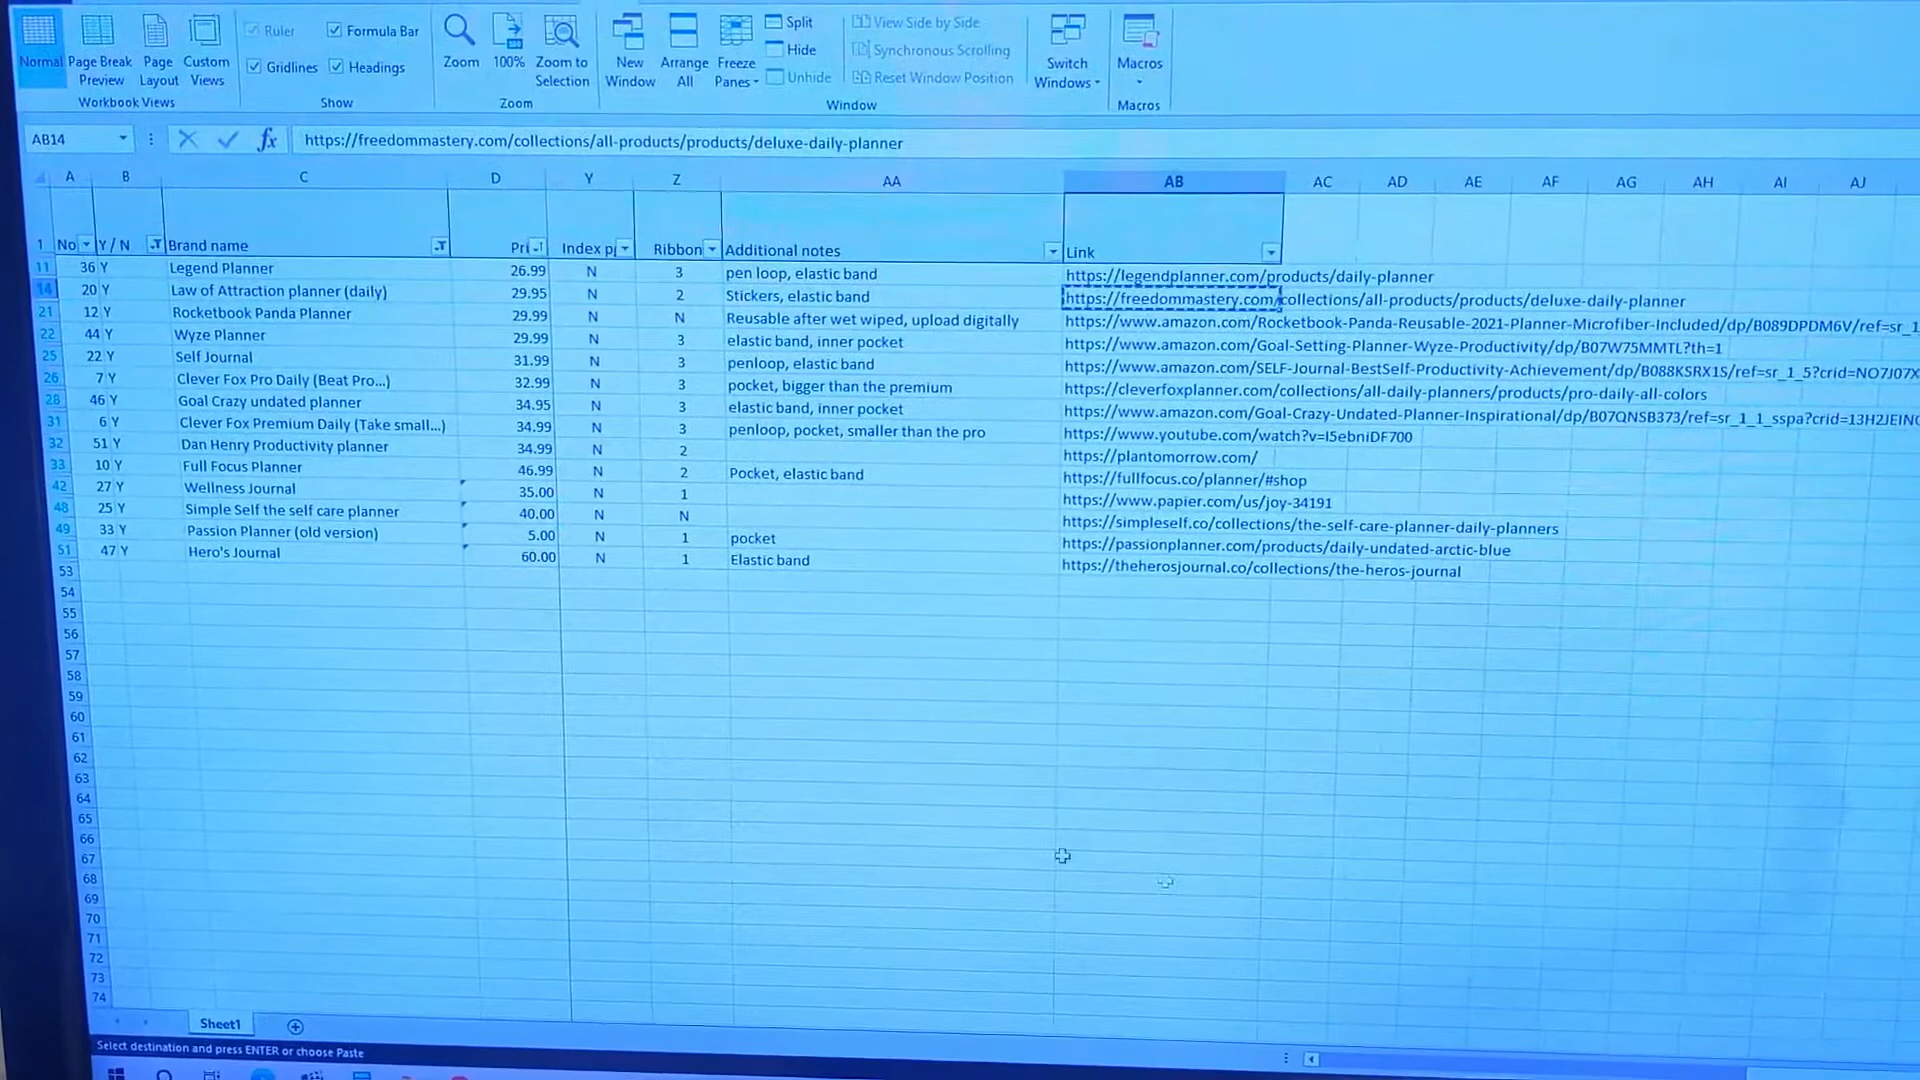 Normal Page Break Preview Page Layout Custom Views
Workbook Views
Ruler Formula Bar
Gridlines Headings
Show
Zoom 100% Zoom to Selection
Zoom
New Window Arrange All Freeze Panes
Split
Hide
Unhide
View Side by Side
Synchronous Scrolling
Reset Window Position
Window
Switch Windows
Macros
Macros
AB14 fx https://freedommastery.com/collections/all-products/products/deluxe-daily-planner
A B C D Y Z AA AB AC AD AE AF AG AH AI AJ
1 No Y / N Brand name Pri Index p Ribbon Additional notes Link
11 36 Y Legend Planner 26.99 N 3 pen loop, elastic band https://legendplanner.com/products/daily-planner
14 20 Y Law of Attraction planner (daily) 29.95 N 2 Stickers, elastic band https://freedommastery.com/collections/all-products/products/deluxe-daily-planner
21 12 Y Rocketbook Panda Planner 29.99 N N Reusable after wet wiped, upload digitally https://www.amazon.com/Rocketbook-Panda-Reusable-2021-Planner-Microfiber-Included/dp/B089DPDM6V/ref=sr_1
22 44 Y Wyze Planner 29.99 N 3 elastic band, inner pocket https://www.amazon.com/Goal-Setting-Planner-Wyze-Productivity/dp/B07W75MMTL?th=1
25 22 Y Self Journal 31.99 N 3 penloop, elastic band https://www.amazon.com/SELF-Journal-BestSelf-Productivity-Achievement/dp/B088KSRX1S/ref=sr_1_5?crid=NO7J07X
26 7 Y Clever Fox Pro Daily (Beat Pro...) 32.99 N 3 pocket, bigger than the premium https://cleverfoxplanner.com/collections/all-daily-planners/products/pro-daily-all-colors
28 46 Y Goal Crazy undated planner 34.95 N 3 elastic band, inner pocket https://www.amazon.com/Goal-Crazy-Undated-Planner-Inspirational/dp/B07QNSB373/ref=sr_1_1_sspa?crid=13H2JEING
31 6 Y Clever Fox Premium Daily (Take small...) 34.99 N 3 penloop, pocket, smaller than the pro https://www.youtube.com/watch?v=I5ebniDF700
32 51 Y Dan Henry Productivity planner 34.99 N 2 https://plantomorrow.com/
33 10 Y Full Focus Planner 46.99 N 2 Pocket, elastic band https://fullfocus.co/planner/#shop
42 27 Y Wellness Journal 35.00 N 1 https://www.papier.com/us/joy-34191
48 25 Y Simple Self the self care planner 40.00 N N https://simpleself.co/collections/the-self-care-planner-daily-planners
49 33 Y Passion Planner (old version) 5.00 N 1 pocket https://passionplanner.com/products/daily-undated-arctic-blue
51 47 Y Hero's Journal 60.00 N 1 Elastic band https://theherosjournal.co/collections/the-heros-journal
53
54
55
56
57
58
59
60
61
62
63
64
65
66
67
68
69
70
71
72
73
74
Sheet1
Select destination and press ENTER or choose Paste